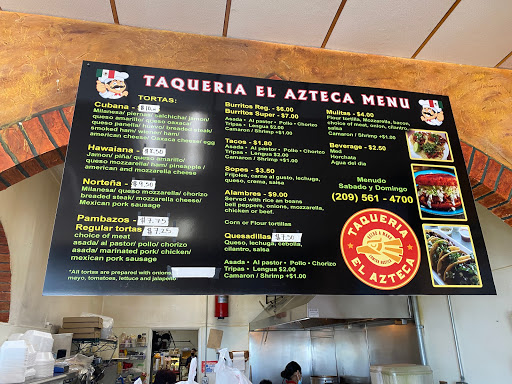 TAQUERIA EL AZTECA MENU
TORTAS:
Cubana -
Milanesa/ pierna/ salchicha/ jamon/
queso amarillo/ queso oaxaca/
queso panela/ huevo/ breaded steak/
smoked ham/ winner/ ham/
american cheese/ oaxaca cheese/ egg
Hawaiana - $8.50
Jamon/ piña/ queso amarillo/
queso mozzarella/ ham/ pineapple/
american and mozzarella cheese
Norteña - $9.50
Milanesa/ queso mozzarella/ chorizo
breaded steak/ mozzarella cheese/
Mexican pork sausage
Pambazos - $7.75
Regular tortas $7.25
choice of meat
asada/ al pastor/ pollo/ chorizo
asada/ marinated pork/ chicken/
mexican pork sausage
*All tortas are prepared with onions,
mayo, tomatoes, lettuce and jalapeño
Burritos Reg. - $6.00
Burritos Super - $7.00
Asada • Al pastor • Pollo • Chorizo
Tripas • Lengua $2.00
Camaron / Shrimp +$1.00
Tacos - $1.80
Asada • Al pastor • Pollo • Chorizo
Tripas • Lengua $2.00
Camaron / Shrimp +$1.00
Sopes - $3.50
Frijoles, carne al gusto, lechuga,
queso, crema, salsa
Alambres - $9.00
Served with rice an beans
bell peppers, onions, mozzarella,
chicken or beef.
Corn or Flour tortillas
Quesadillas $7.50
Queso, lechuga, cebolla,
cilantro, salsa
Asada • Al pastor • Pollo • Chorizo
Tripas • Lengua $2.00
Camaron / Shrimp +$1.00
Mulitas - $4.00
Flour tortilla, Mozzarella, bacon,
choice of meat, onion, cilantro,
salsa
Beverage - $2.50
Med
Horchata
Agua del dia
Menudo
Sabado y Domingo
(209) 561 - 4700
TAQUERIA
EL AZTECA